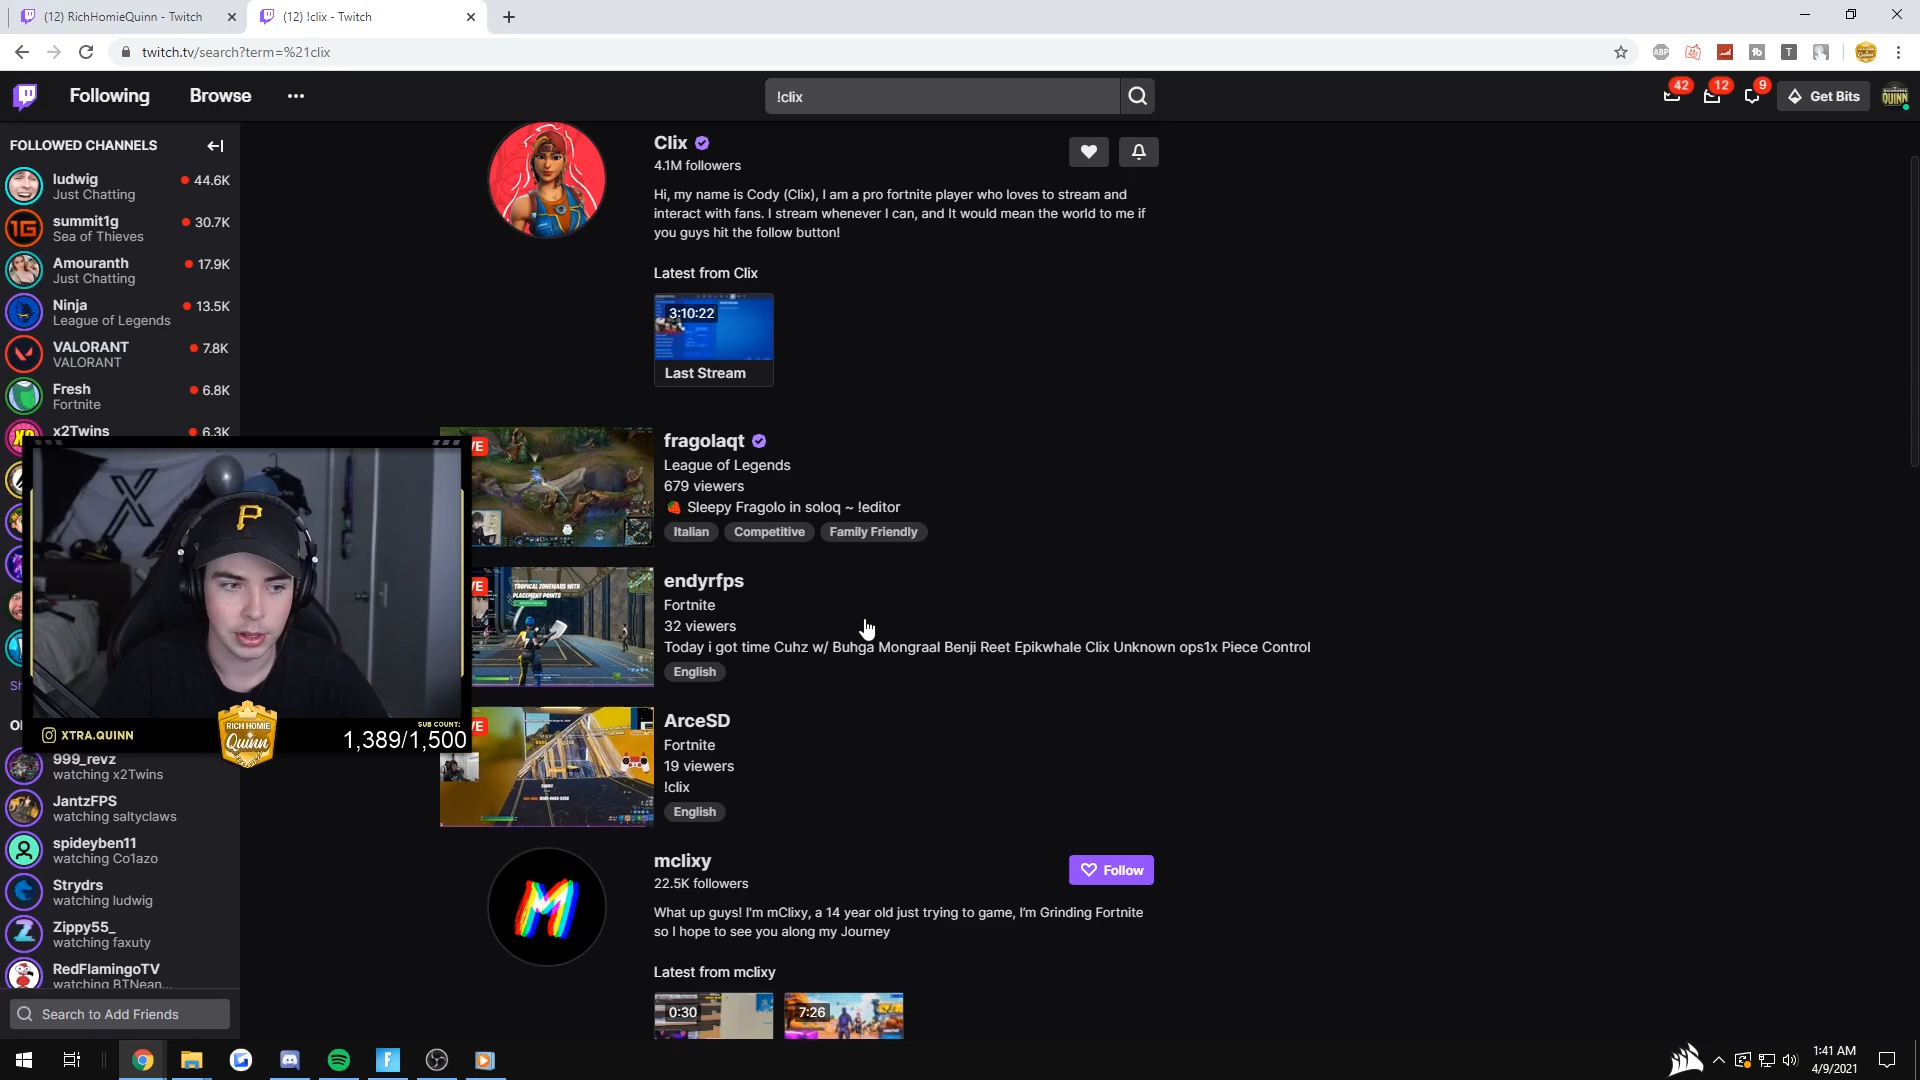 (12) RichHomieQuinn - Twitch
(12) !clix - Twitch
twitch.tv/search?term=%21clix
Following
Browse
!clix
42
12
9
Get Bits
FOLLOWED CHANNELS
ludwig
44.6K
Just Chatting
summit1g
30.7K
Sea of Thieves
Amouranth
17.9K
Just Chatting
Ninja
13.5K
League of Legends
VALORANT
7.8K
VALORANT
Fresh
6.8K
Fortnite
x2Twins
6.3K
Clix
4.1M followers
Hi, my name is Cody (Clix), I am a pro fortnite player who loves to stream and
interact with fans. I stream whenever I can, and It would mean the world to me if
you guys hit the follow button!
Latest from Clix
3:10:22
Last Stream
fragolaqt
League of Legends
679 viewers
Sleepy Fragolo in soloq ~ !editor
Italian
Competitive
Family Friendly
TROPICAL ZONEWARS WITH
PLACEMENT POINTS
endyrfps
Fortnite
32 viewers
Today i got time Cuhz w/ Buhga Mongraal Benji Reet Epikwhale Clix Unknown ops1x Piece Control
English
ArceSD
Fortnite
19 viewers
!clix
English
mclixy
22.5K followers
Follow
What up guys! I'm mClixy, a 14 year old just trying to game, I'm Grinding Fortnite
so I hope to see you along my Journey
Latest from mclixy
0:30
7:26
P
XTRA.QUINN
RICH HOMIE
Quinn
SUB COUNT:
1,389/1,500
999_revz
watching x2Twins
JantzFPS
watching saltyclaws
spideyben11
watching Co1azo
Strydrs
watching ludwig
Zippy55_
watching faxuty
RedFlamingoTV
watching BTNean...
Search to Add Friends
1:41 AM
4/9/2021